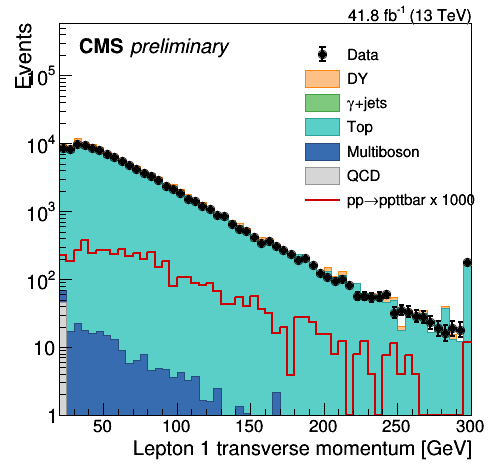 41.8 fb⁻¹ (13 TeV)
CMS preliminary
Events
Data
DY
γ+jets
Top
Multiboson
QCD
pp→ppttbar x 1000
10⁵
10⁴
10³
10²
10
1
50 100 150 200 250 300
Lepton 1 transverse momentum [GeV]